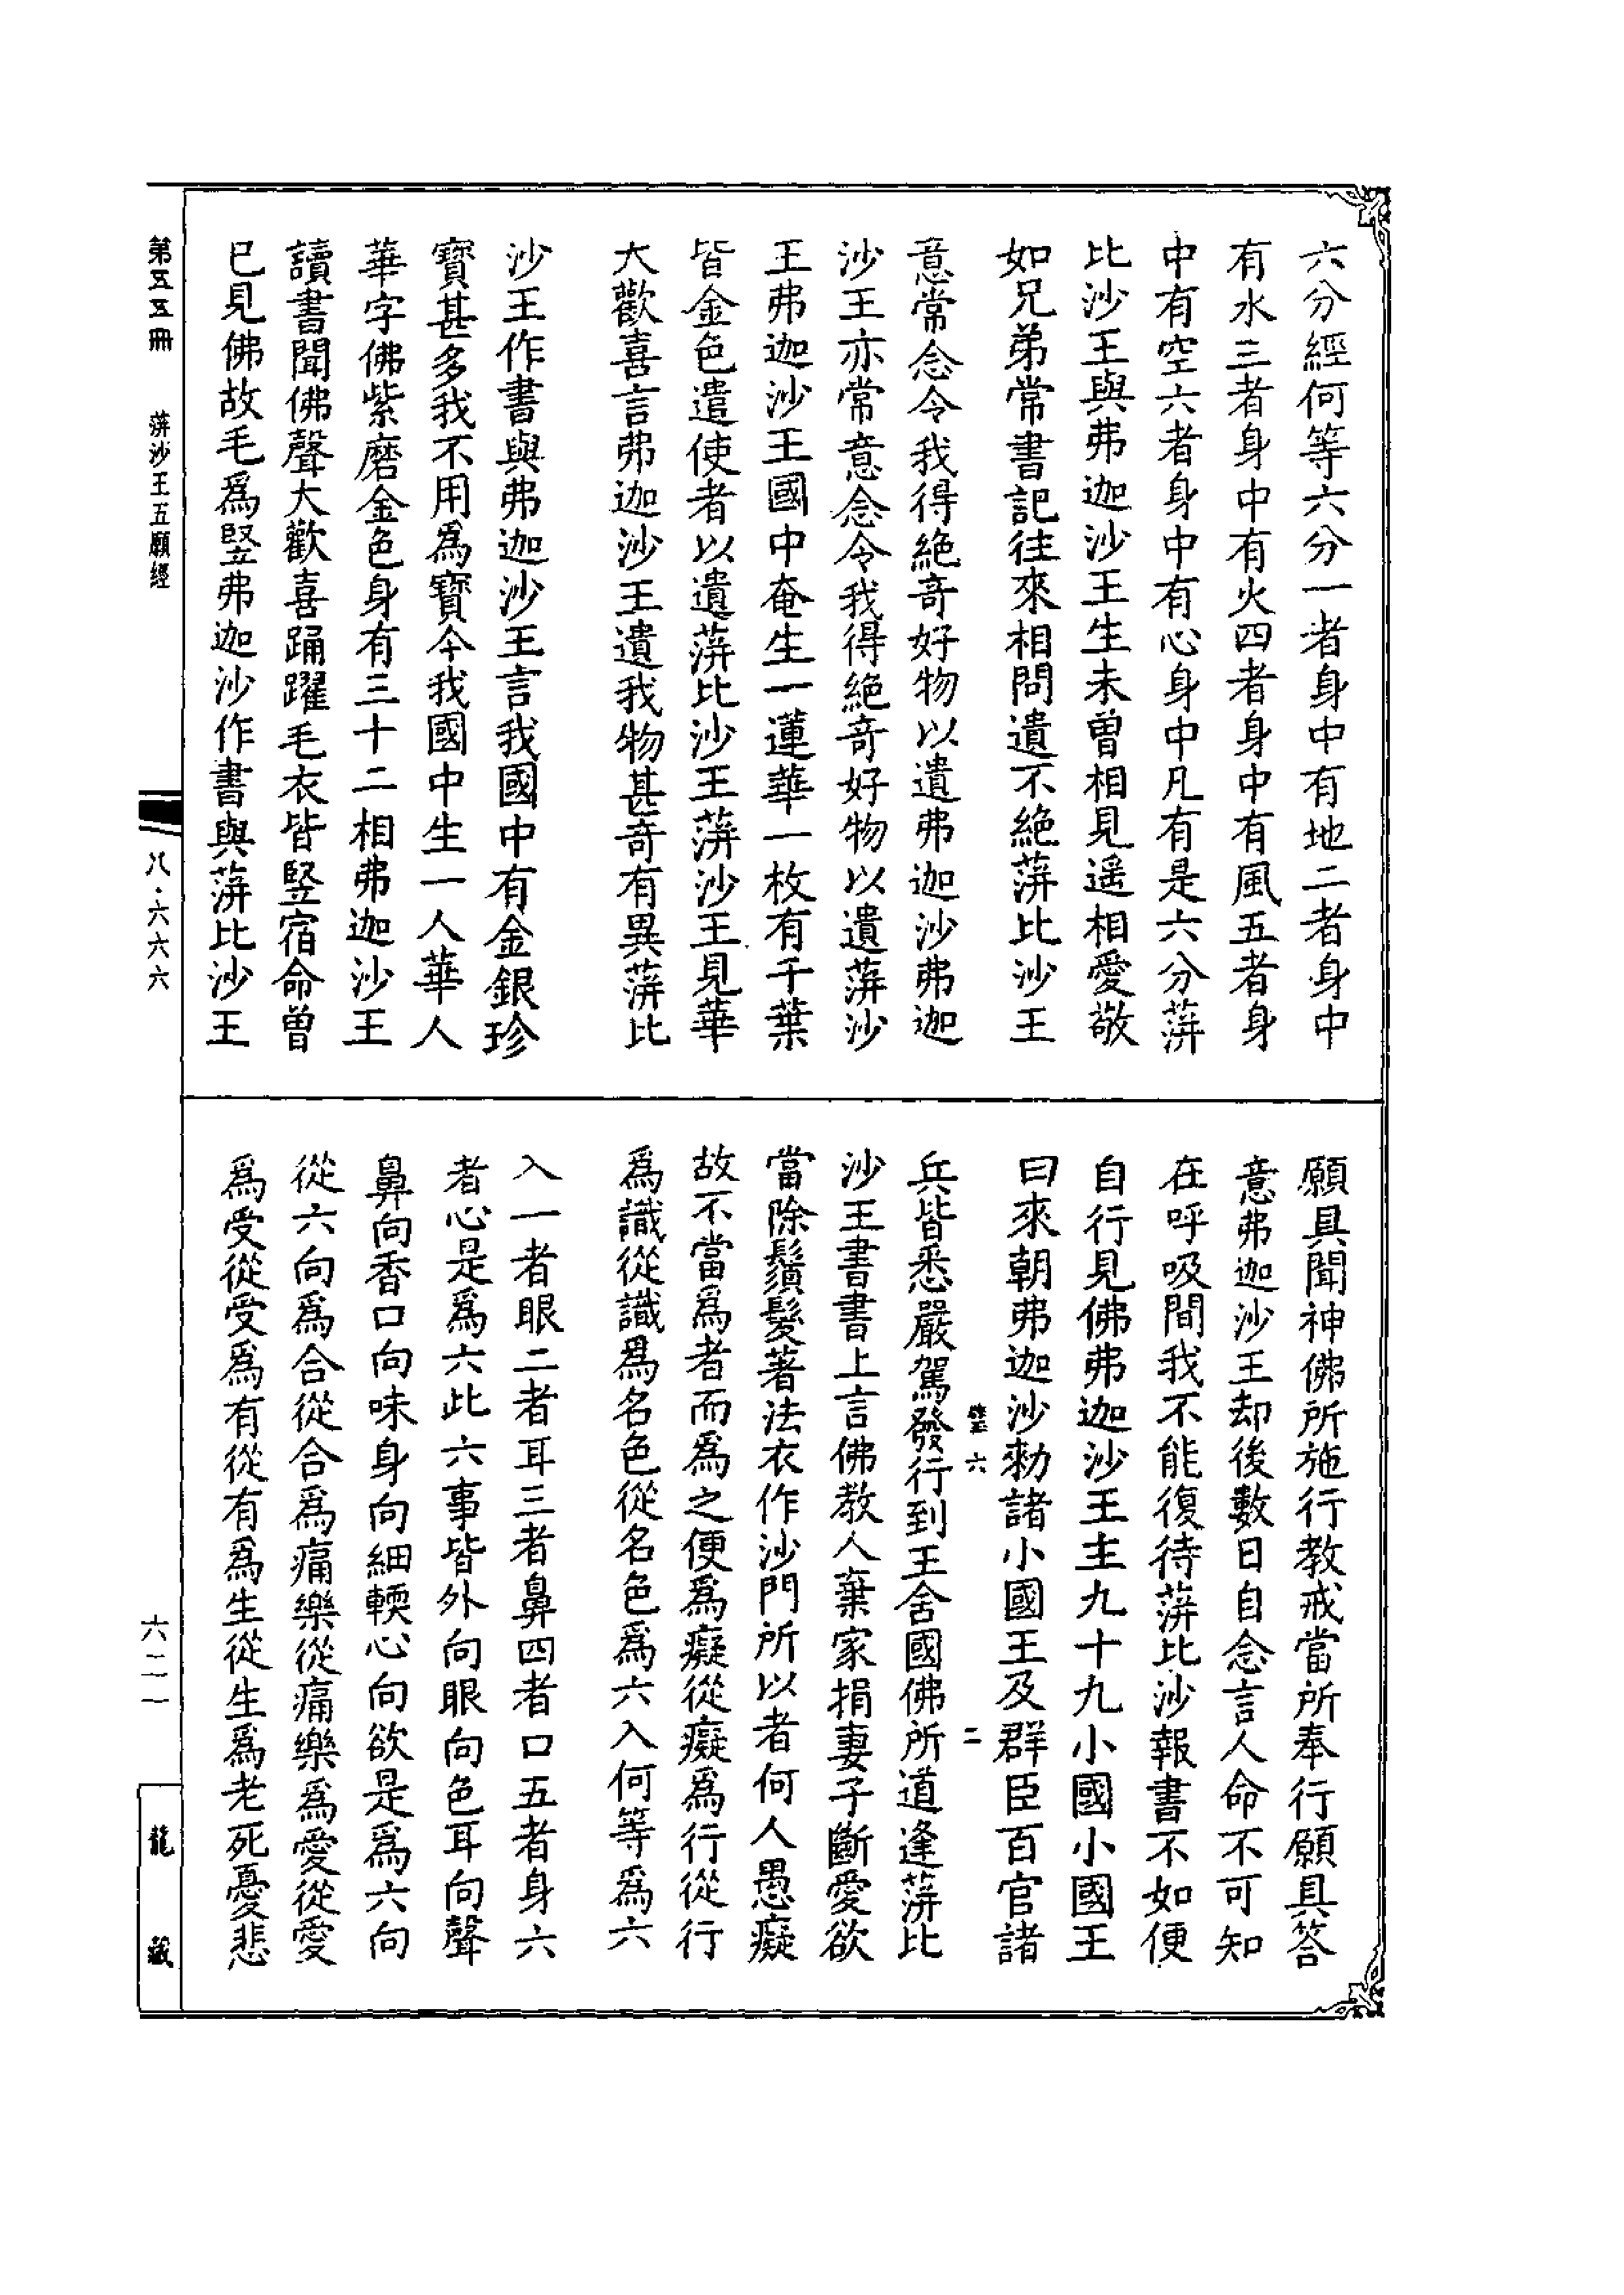 六分經何等六分一者身中有地二者身中
有水三者身中有火四者身中有風五者身
中有空六者身中有心身中凡有是六分蓱
比沙王與弗迦沙王生未曾相見遥相愛敬
如兄弟常書記往來相問遺不絶蓱比沙王
意常念令我得絶奇好物以遺弗迦沙弗迦
沙王亦常意念令我得絶奇好物以遺蓱沙
王弗迦沙王國中奄生一蓮華一枚有千葉
皆金色遣使者以遺蓱比沙王蓱沙王見華
大歡喜言弗迦沙王遺我物甚奇有異蓱比
沙王作書與弗迦沙王言我國中有金銀珍
寶甚多我不用爲寶今我國中生一人華人
華字佛紫磨金色身有三十二相弗迦沙王
讀書聞佛聲大歡喜踊躍毛衣皆竪宿命曾
已見佛故毛爲竪弗迦沙作書與蓱比沙王
願具聞神佛所施行教戒當所奉行願具答
意弗迦沙王却後數日自念言人命不可知
在呼吸間我不能復待蓱比沙報書不如便
自行見佛弗迦沙王主九十九小國小國王
曰來朝弗迦沙勑諸小國王及群臣百官諸
六 二
兵皆悉嚴駕發行到王舍國佛所道逢蓱比
沙王書書上言佛教人棄家捐妻子斷愛欲
當除鬚髮著法衣作沙門所以者何人愚癡
故不當爲者而爲之便爲癡從癡爲行從行
爲識從識爲名色從名色爲六入何等爲六
入一者眼二者耳三者鼻四者口五者身六
者心是爲六此六事皆外向眼向色耳向聲
鼻向香口向味身向細輭心向欲是爲六向
從六向爲合從合爲痛樂從痛樂爲愛從愛
爲受從受爲有從有爲生從生爲老死憂悲
第五五冊 蓱沙王五願經
八·六六六
六二一
龍藏